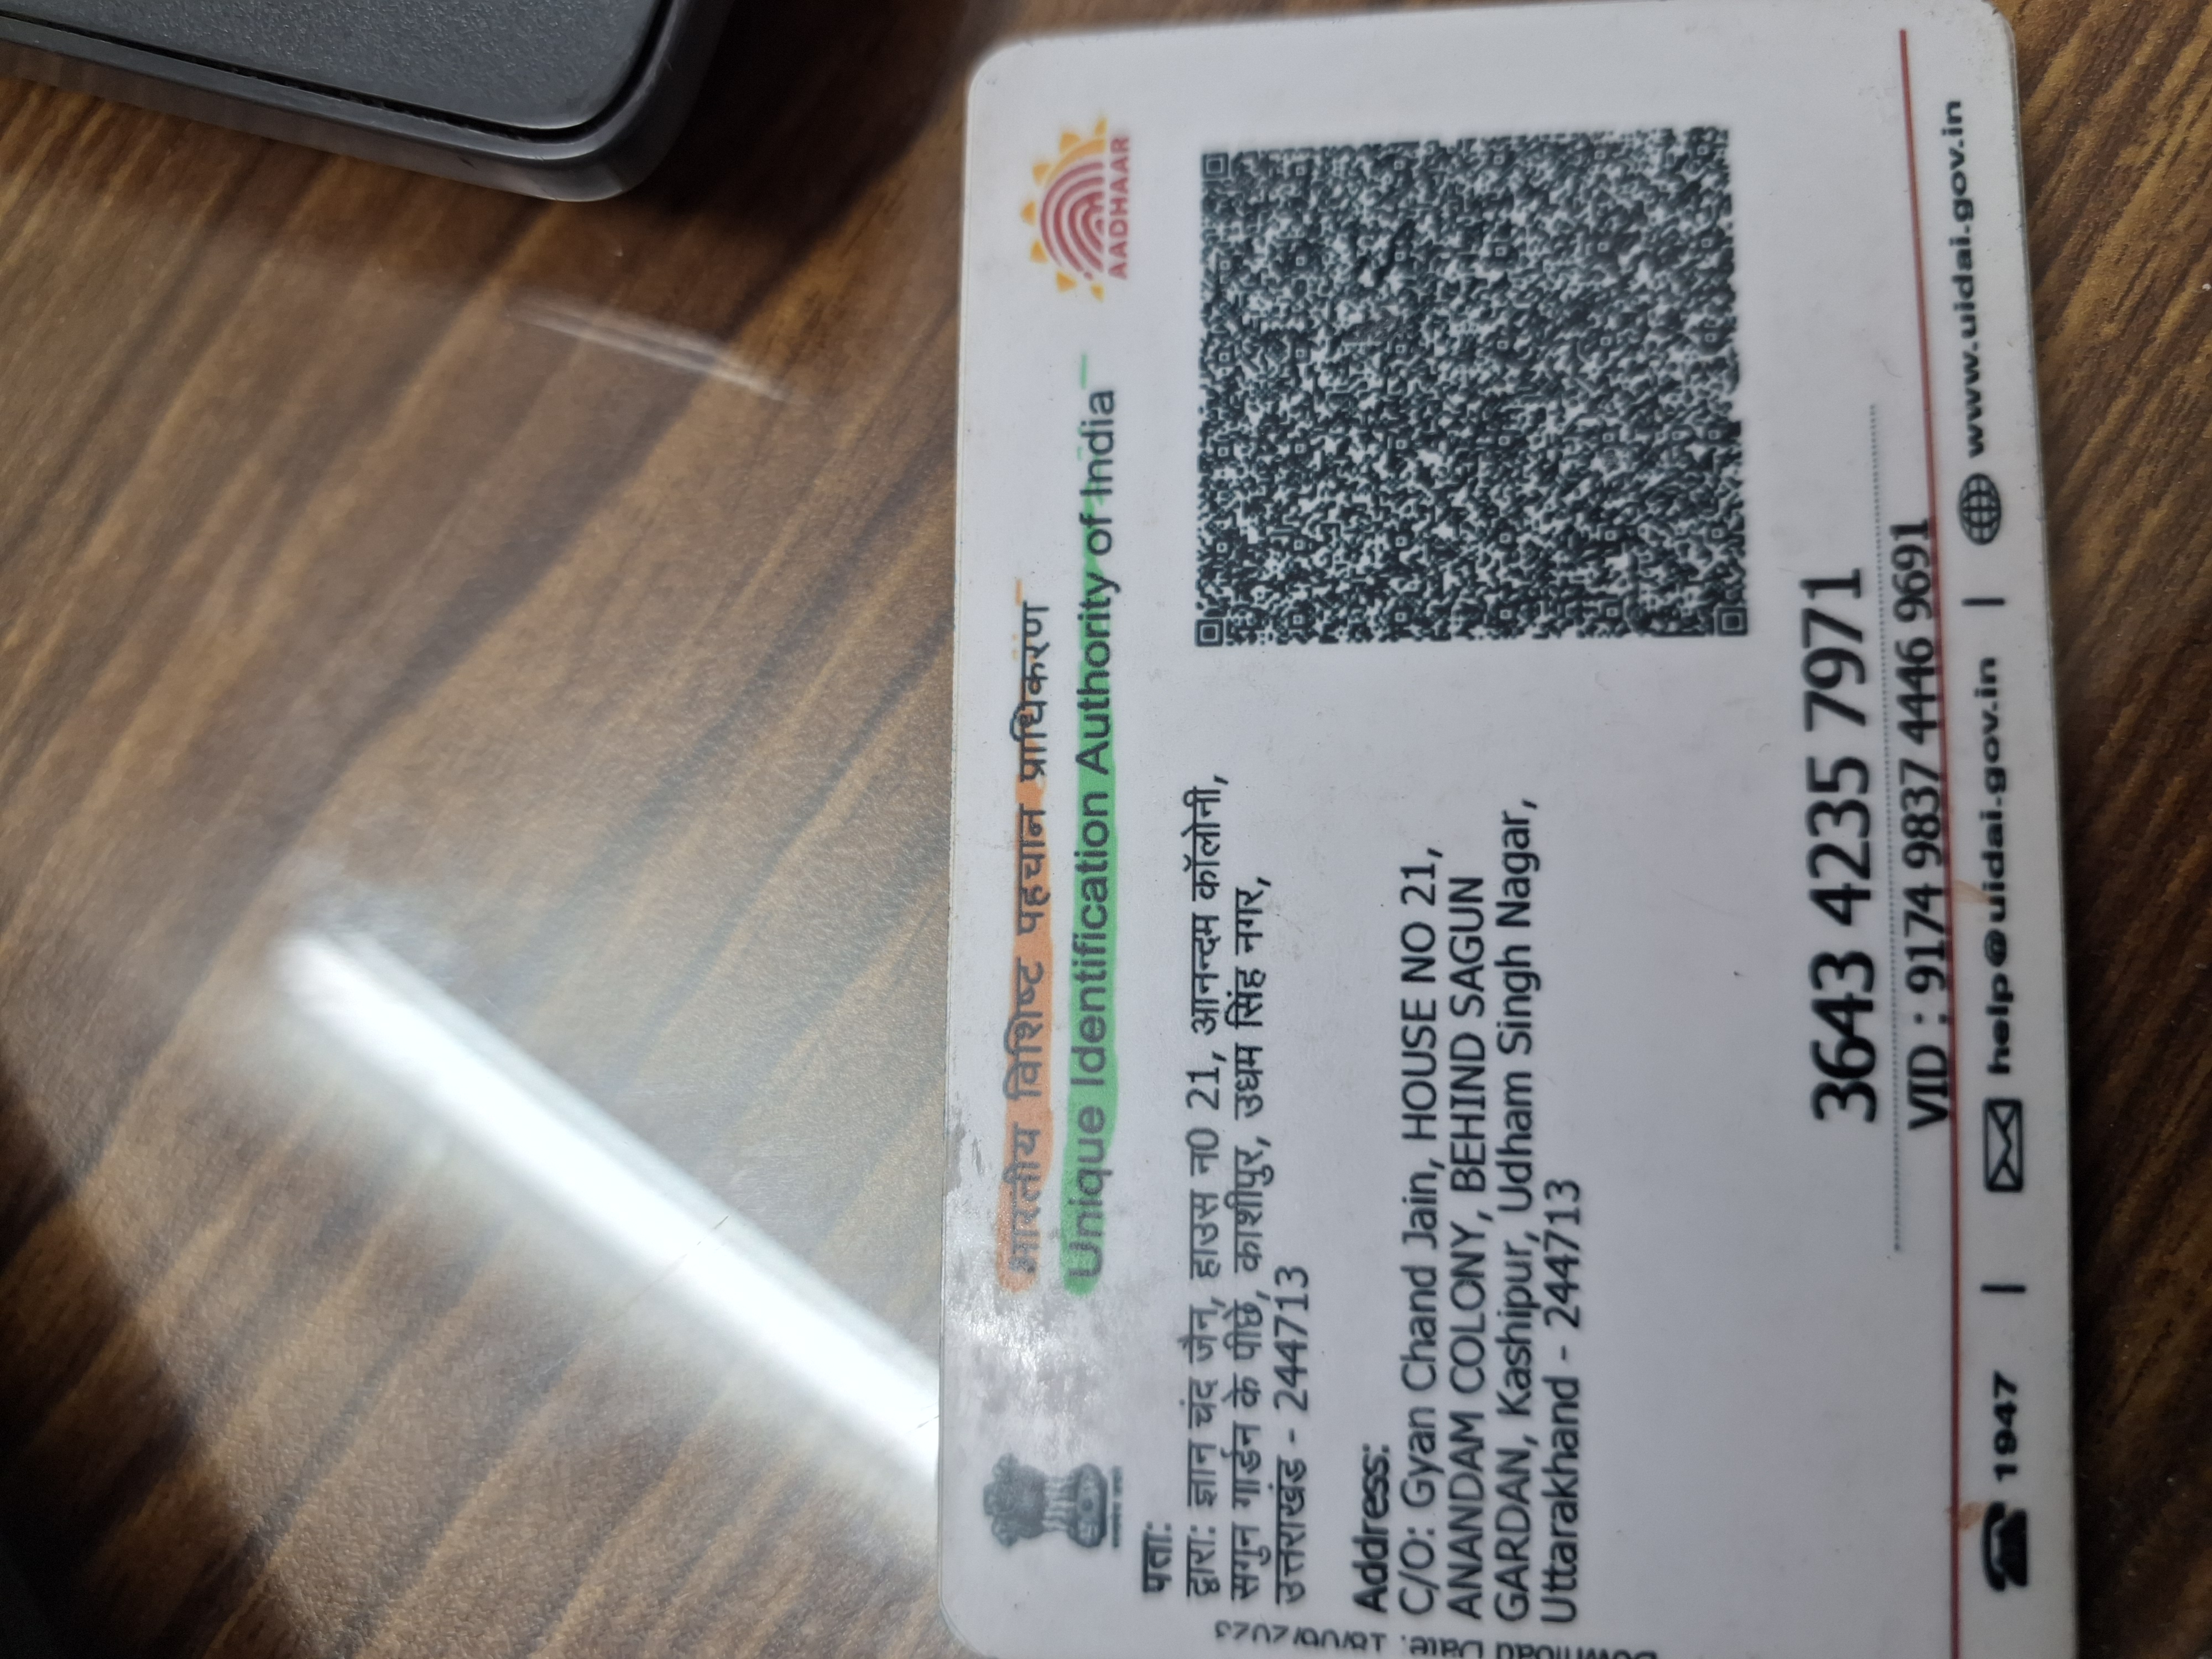 भारतीय विशिष्ट पहचान प्राधिकरण
Unique Identification Authority of India
AADHAAR
पता:
द्वारा: ज्ञान चंद जैन, हाउस न0 21, आनन्दम कॉलोनी,
सगुन गार्डन के पीछे, काशीपुर, उधम सिंह नगर,
उत्तराखंड - 244713
Address:
C/O: Gyan Chand Jain, HOUSE NO 21,
ANANDAM COLONY, BEHIND SAGUN
GARDAN, Kashipur, Udham Singh Nagar,
Uttarakhand - 244713
3643 4235 7971
VID : 9174 9837 4446 9691
1947 | help@uidai.gov.in | www.uidai.gov.in
Download Date: